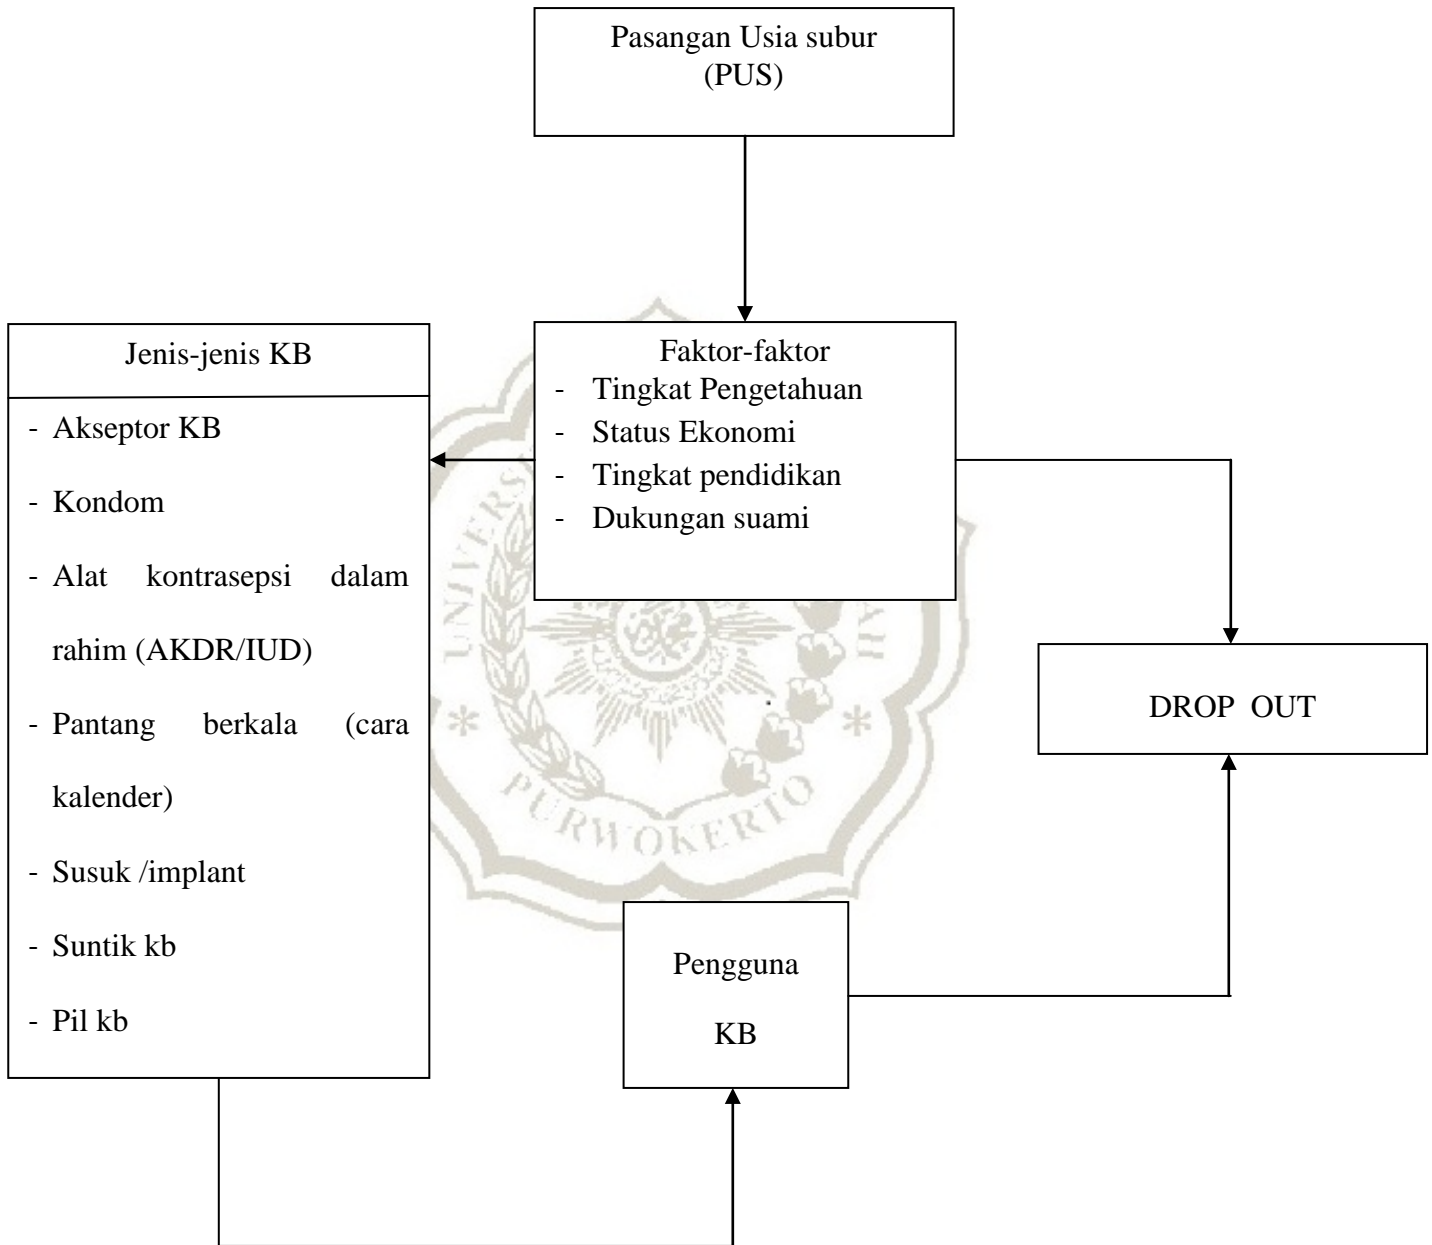 Pasangan Usia subur
(PUS)
Jenis-jenis KB
- Akseptor KB
- Kondom
- Alat kontrasepsi dalam
rahim (AKDR/IUD)
- Pantang berkala (cara
kalender)
- Susuk /implant
- Suntik kb
- Pil kb
Faktor-faktor
- Tingkat Pengetahuan
- Status Ekonomi
- Tingkat pendidikan
- Dukungan suami
DROP OUT
Pengguna
KB
PURWOKERTO